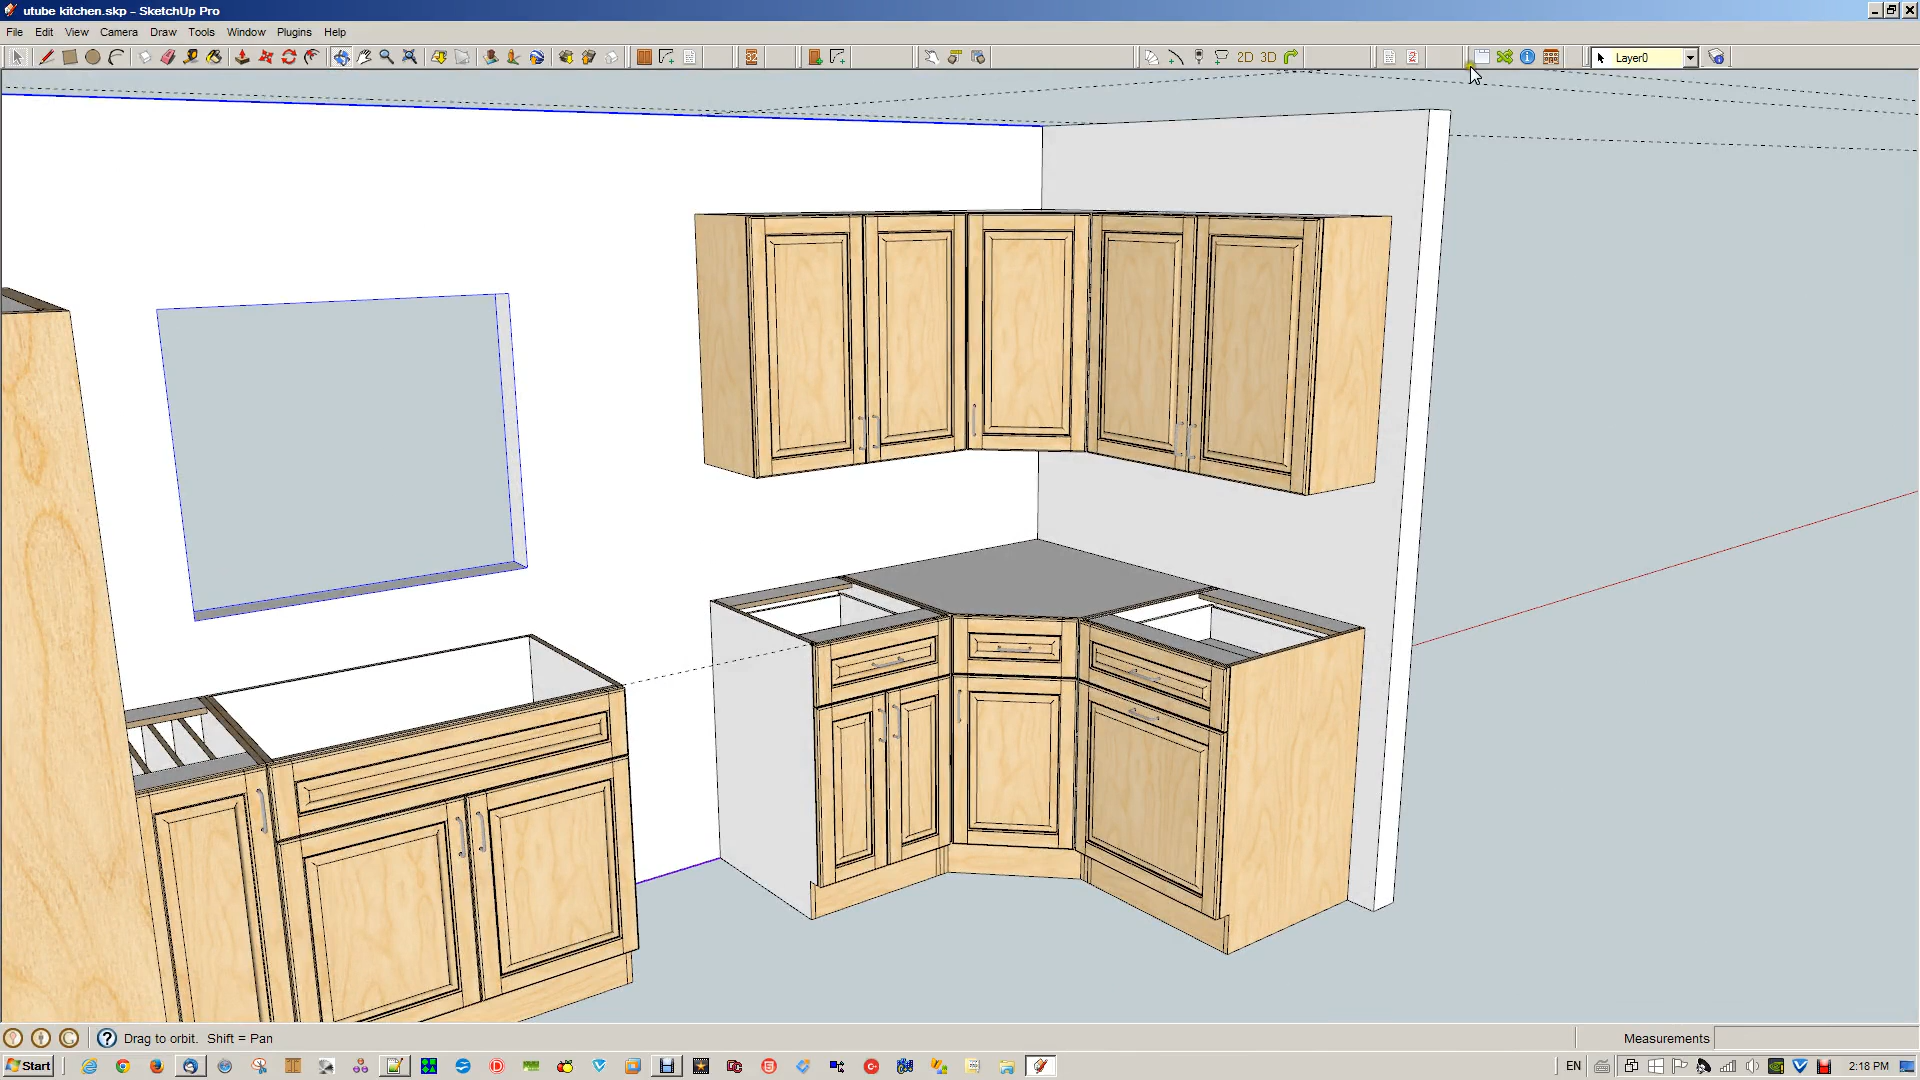 utube kitchen.skp - SketchUp Pro
File Edit View Camera Draw Tools Window Plugins Help
2D 3D Layer0
32
Drag to orbit. Shift = Pan
Measurements
Start
EN
2:18 PM